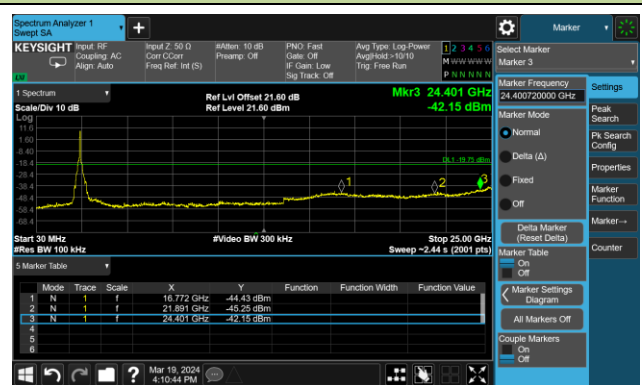 Spectrum Analyzer 1
Swept SA
Marker
KEYSIGHT
Input: RF
Coupling: AC
Align: Auto
Input Z: 50 Ω
Corr CCorr
Freq Ref: Int (S)
#Atten: 10 dB
Preamp: Off
PNO: Fast
Gate: Off
IF Gain: Low
Sig Track: Off
Avg Type: Log-Power
Avg|Hold:>10/10
Trig: Free Run
1 2 3 4 5 6
M W W W W W
P N N N N N
LXI
Select Marker
Marker 3
1 Spectrum
Scale/Div 10 dB
Ref Lvl Offset 21.60 dB
Ref Level 21.60 dBm
Mkr3 24.401 GHz
-42.15 dBm
Log
11.6
1.60
-8.40
-18.4
-28.4
-38.4
-48.4
-58.4
-68.4
DL1 -19.75 dBm
1
2
3
Start 30 MHz
#Res BW 100 kHz
#Video BW 300 kHz
Stop 25.00 GHz
Sweep ~2.44 s (2001 pts)
Marker Frequency
24.400720000 GHz
Marker Mode
Normal
Delta (Δ)
Fixed
Off
Delta Marker
(Reset Delta)
Marker Table
On
Off
Marker Settings
Diagram
All Markers Off
Couple Markers
On
Off
Settings
Peak
Search
Pk Search
Config
Properties
Marker
Function
Marker→
Counter
5 Marker Table
Mode Trace Scale X Y Function Function Width Function Value
1 N 1 f 16.772 GHz -44.43 dBm
2 N 1 f 21.891 GHz -45.25 dBm
3 N 1 f 24.401 GHz -42.15 dBm
4
5
6
?
Mar 19, 2024
4:10:44 PM